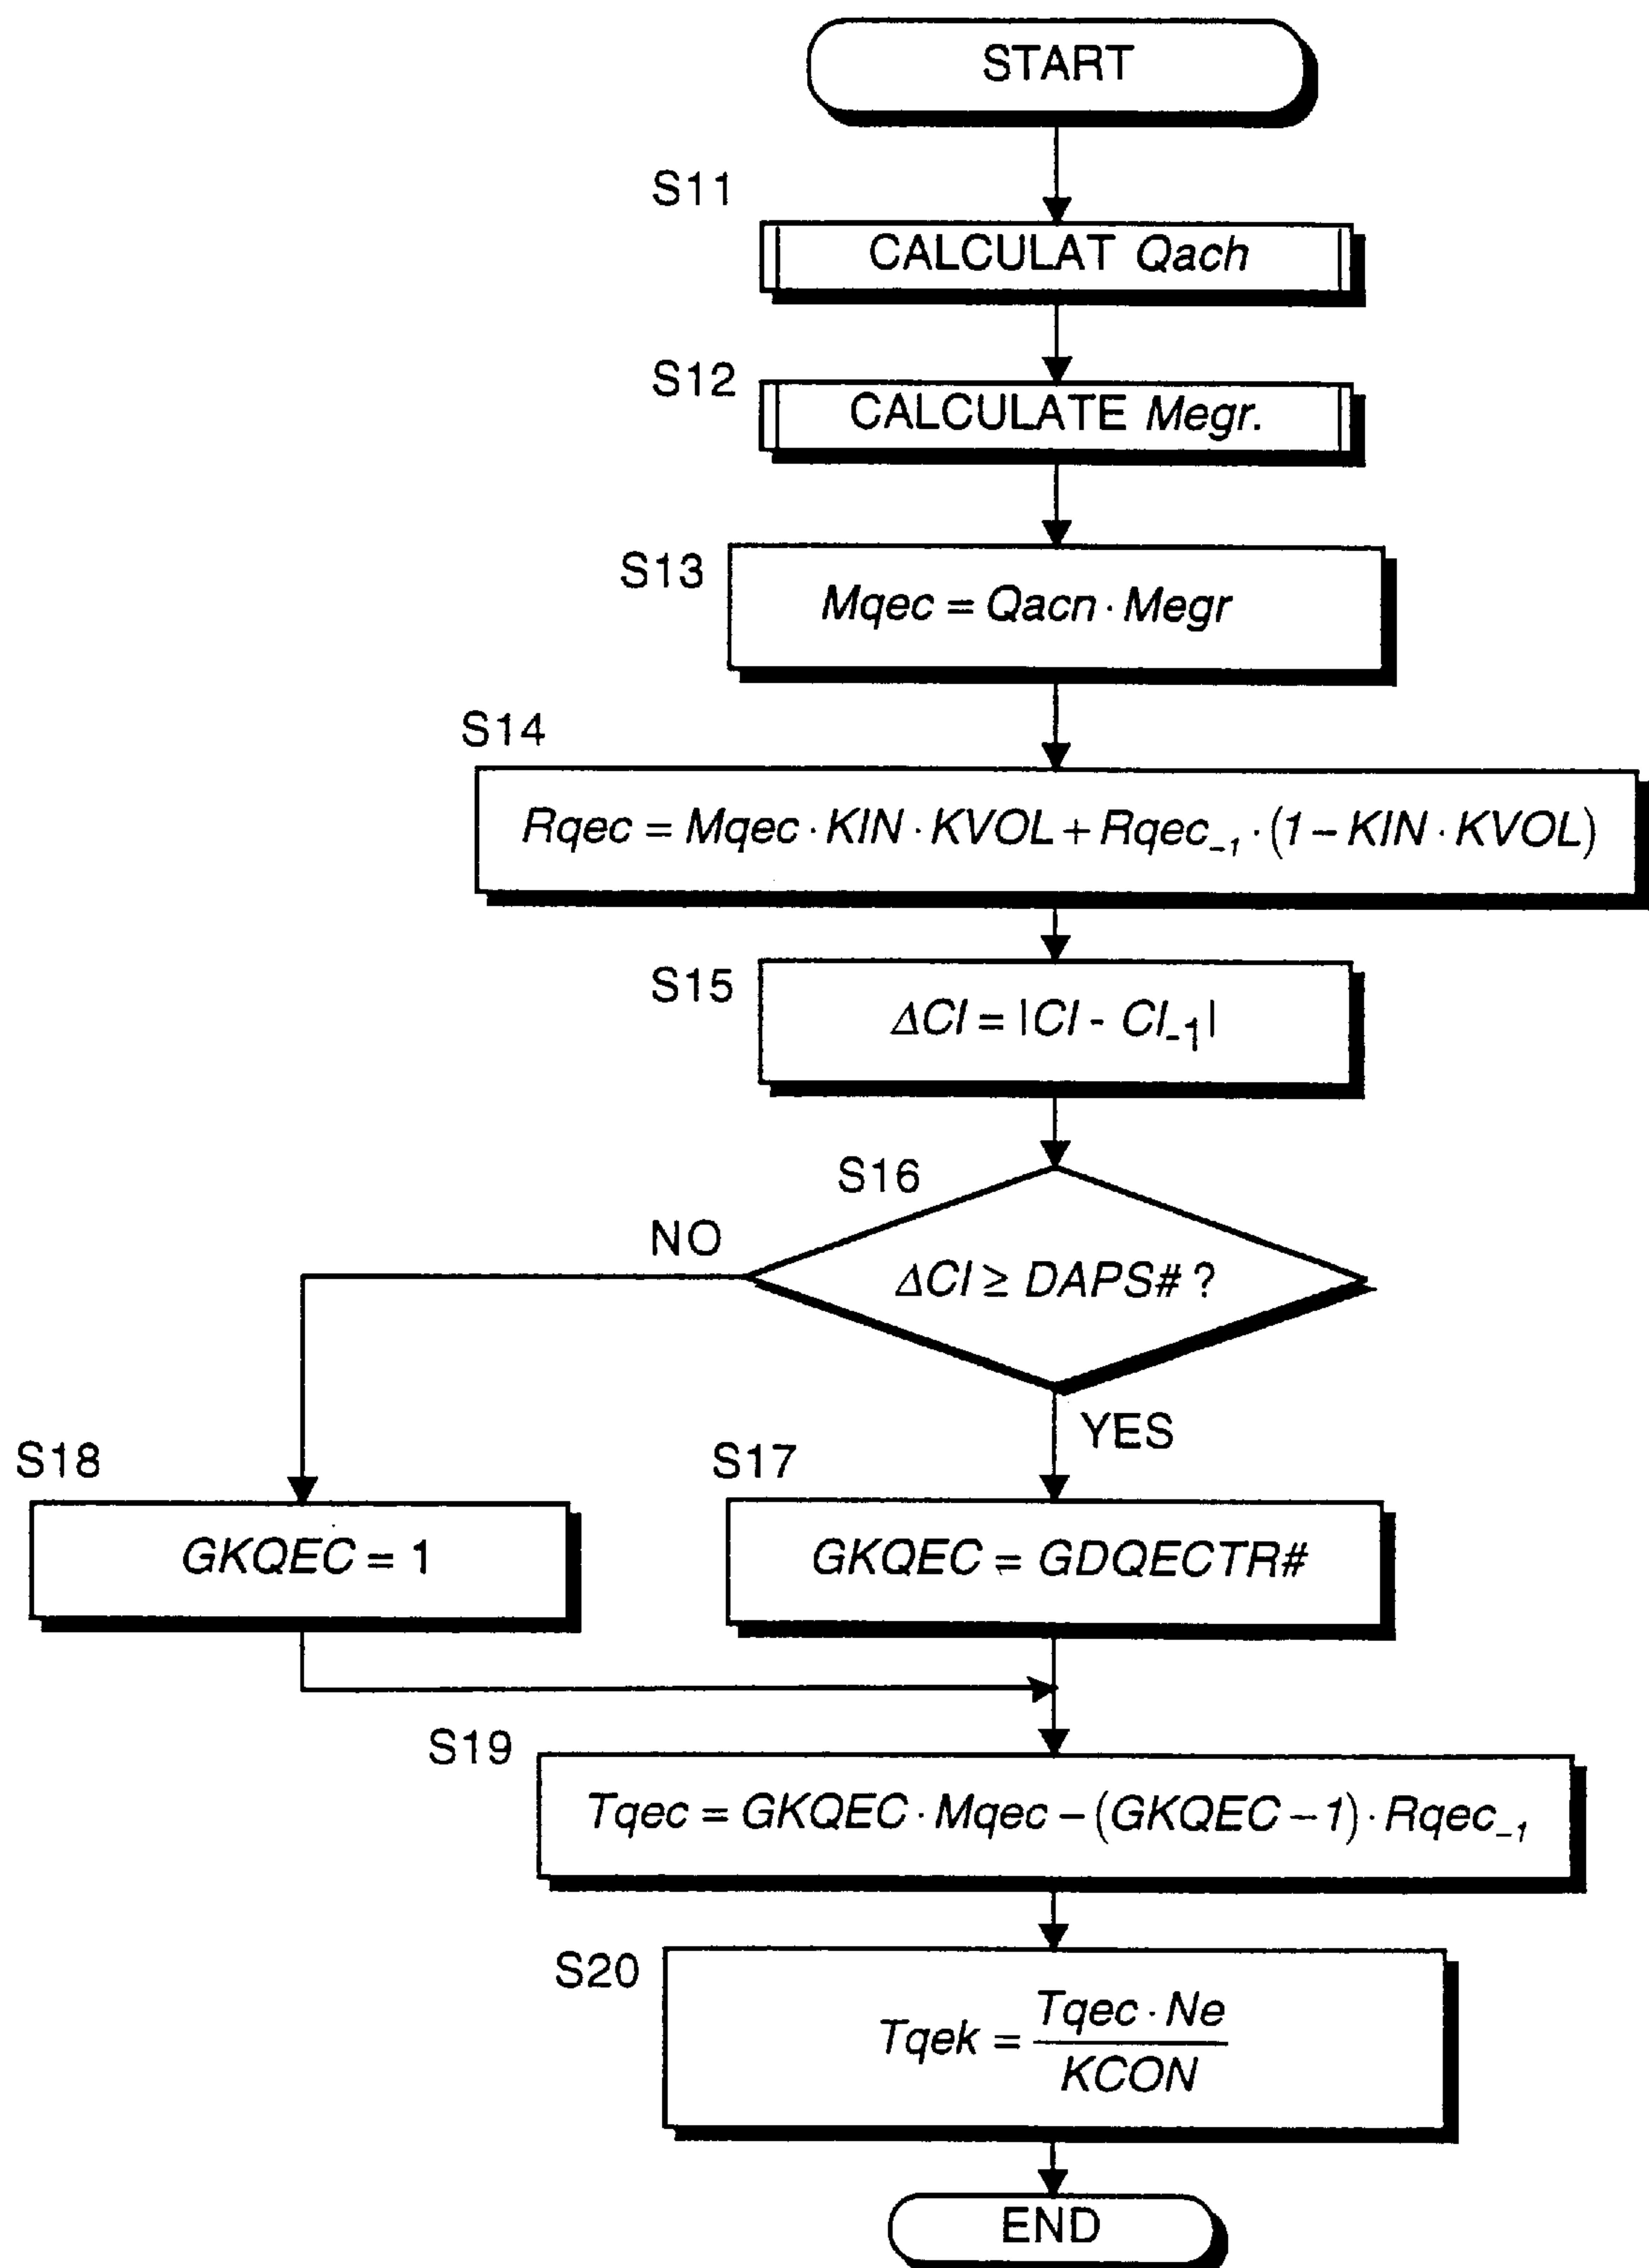 START
S11
CALCULAT Qach
S12
CALCULATE Megr.
S13
Mqec = Qacn · Megr
S14
Rqec = Mqec · KIN · KVOL + Rqec₋₁ · (1 – KIN · KVOL)
S15
ΔCI = |CI - CI₋₁|
S16
NO
ΔCI ≥ DAPS# ?
YES
S18
S17
GKQEC = 1
GKQEC = GDQECTR#
S19
Tqec = GKQEC · Mqec – (GKQEC – 1) · Rqec₋₁
S20
Tqek = Tqec · Ne
KCON
END